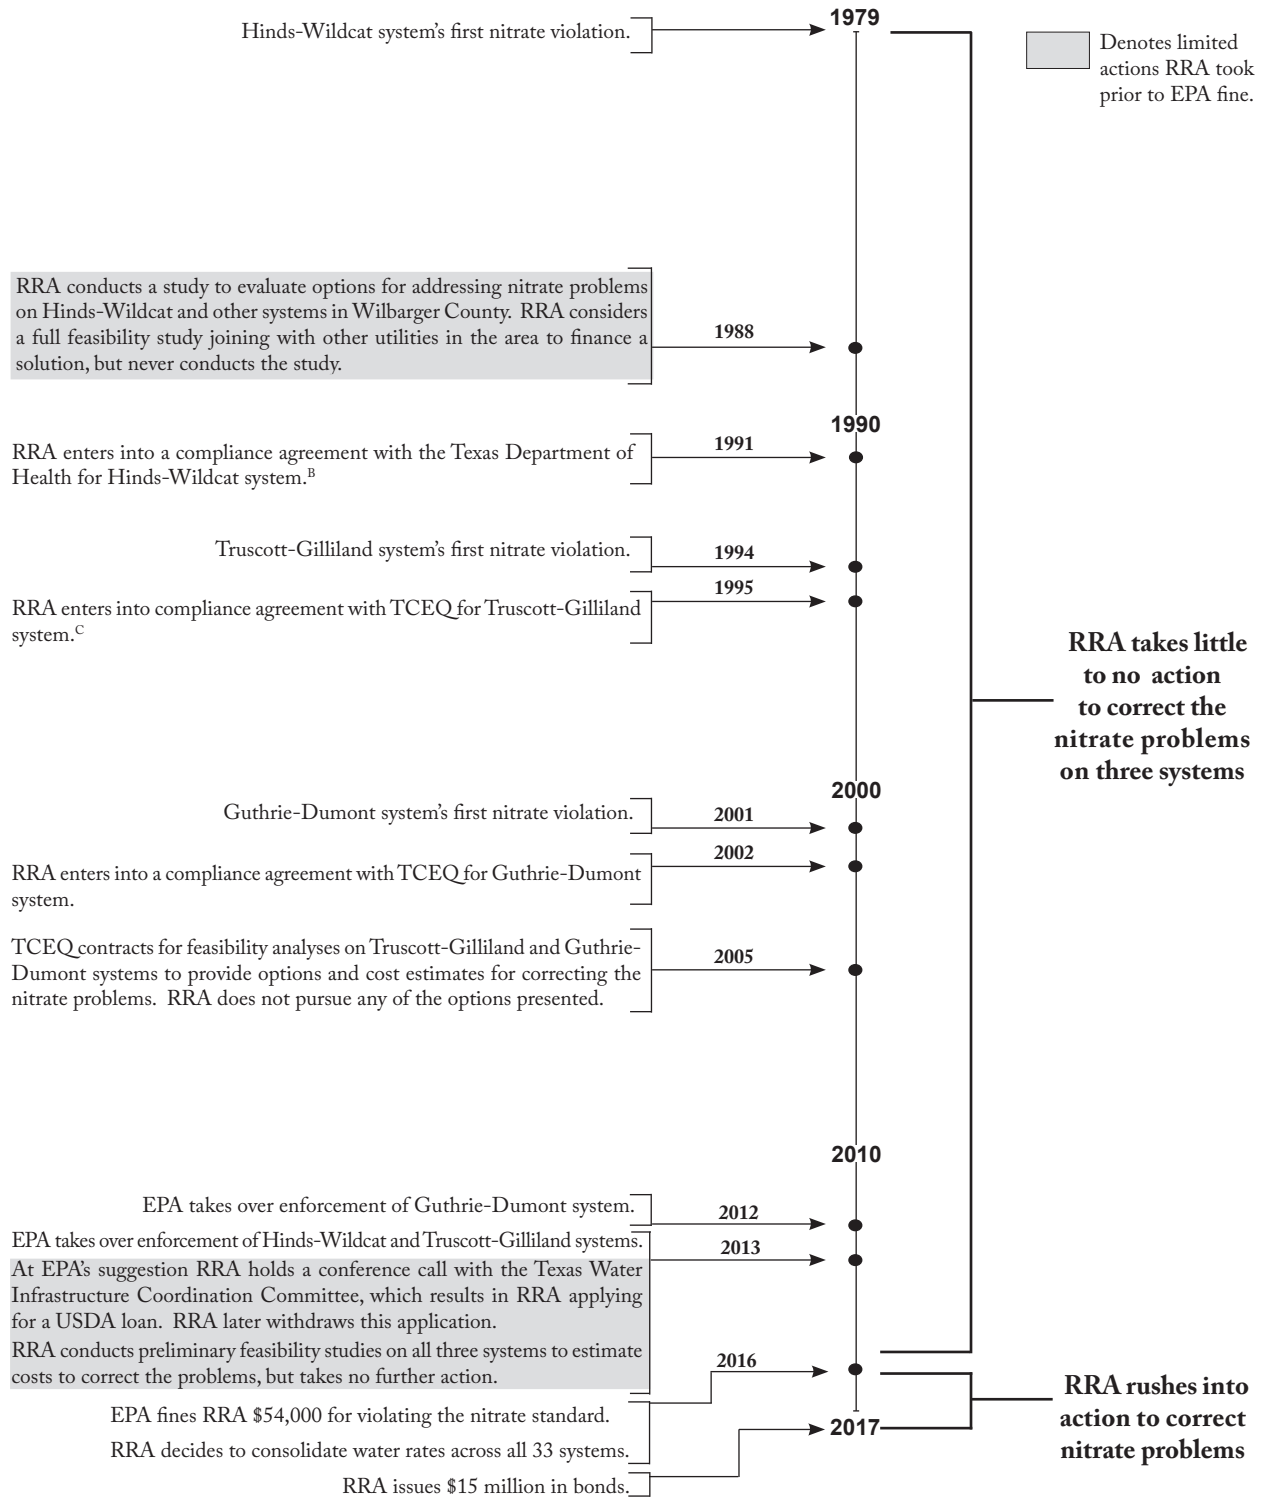 1979
Hinds-Wildcat system's first nitrate violation.
Denotes limited
actions RRA took
prior to EPA fine.
RRA conducts a study to evaluate options for addressing nitrate problems
on Hinds-Wildcat and other systems in Wilbarger County. RRA considers
a full feasibility study joining with other utilities in the area to finance a
solution, but never conducts the study.
1988
1990
RRA enters into a compliance agreement with the Texas Department of
Health for Hinds-Wildcat system.B
1991
Truscott-Gilliland system's first nitrate violation.
1994
RRA enters into compliance agreement with TCEQ for Truscott-Gilliland
system.C
1995
RRA takes little
to no action
to correct the
nitrate problems
on three systems
2000
Guthrie-Dumont system's first nitrate violation.
2001
RRA enters into a compliance agreement with TCEQ for Guthrie-Dumont
system.
2002
TCEQ contracts for feasibility analyses on Truscott-Gilliland and Guthrie-
Dumont systems to provide options and cost estimates for correcting the
nitrate problems. RRA does not pursue any of the options presented.
2005
2010
EPA takes over enforcement of Guthrie-Dumont system.
2012
EPA takes over enforcement of Hinds-Wildcat and Truscott-Gilliland systems.
At EPA's suggestion RRA holds a conference call with the Texas Water
Infrastructure Coordination Committee, which results in RRA applying
for a USDA loan. RRA later withdraws this application.
RRA conducts preliminary feasibility studies on all three systems to estimate
costs to correct the problems, but takes no further action.
2013
EPA fines RRA $54,000 for violating the nitrate standard.
RRA decides to consolidate water rates across all 33 systems.
2016
RRA issues $15 million in bonds.
2017
RRA rushes into
action to correct
nitrate problems